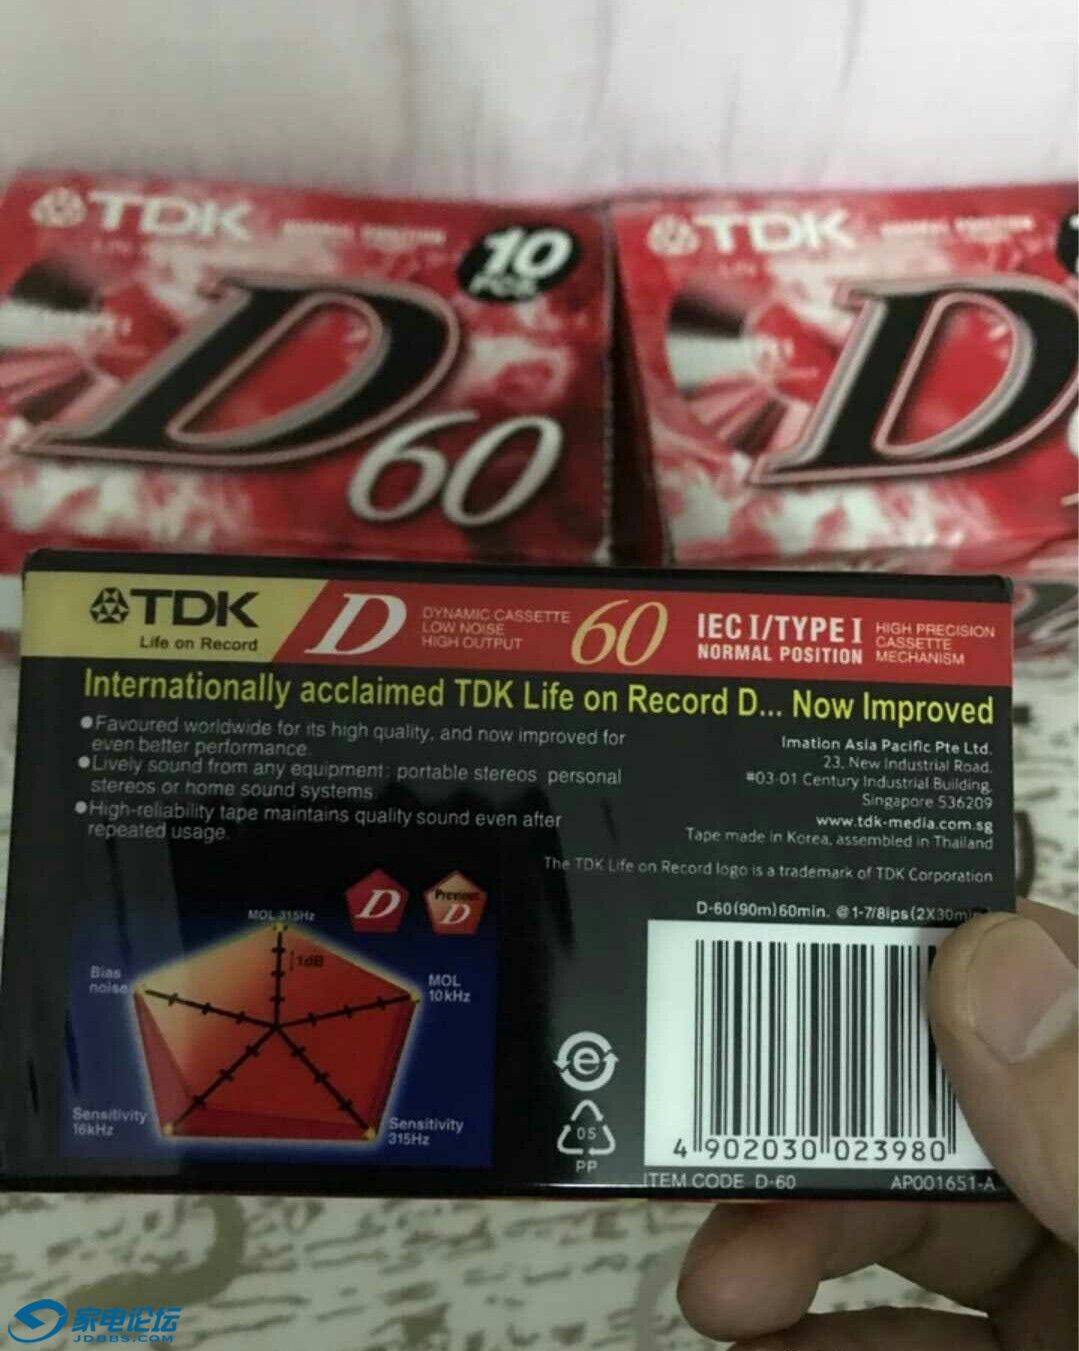 TDK
10
PCS
D
60
TDK
D
TDK
Life on Record
D
DYNAMIC CASSETTE
LOW NOISE
HIGH OUTPUT
60
IEC I/TYPE I
NORMAL POSITION
HIGH PRECISION
CASSETTE
MECHANISM
Internationally acclaimed TDK Life on Record D... Now Improved
●Favoured worldwide for its high quality, and now improved for
even better performance.
●Lively sound from any equipment: portable stereos personal
stereos or home sound systems.
●High-reliability tape maintains quality sound even after
repeated usage.
Imation Asia Pacific Pte Ltd.
23, New Industrial Road,
#03-01 Century Industrial Building,
Singapore 536209
www.tdk-media.com.sg
Tape made in Korea, assembled in Thailand
The TDK Life on Record logo is a trademark of TDK Corporation
D-60(90m)60min. @1-7/8ips(2X30m
D
Previous
D
MOL 315Hz
1dB
Bias
noise
MOL
10kHz
Sensitivity
16kHz
Sensitivity
315Hz
e
05
PP
4 902030 023980
ITEM CODE D-60
AP001651-A
家电论坛
JDBBS.COM